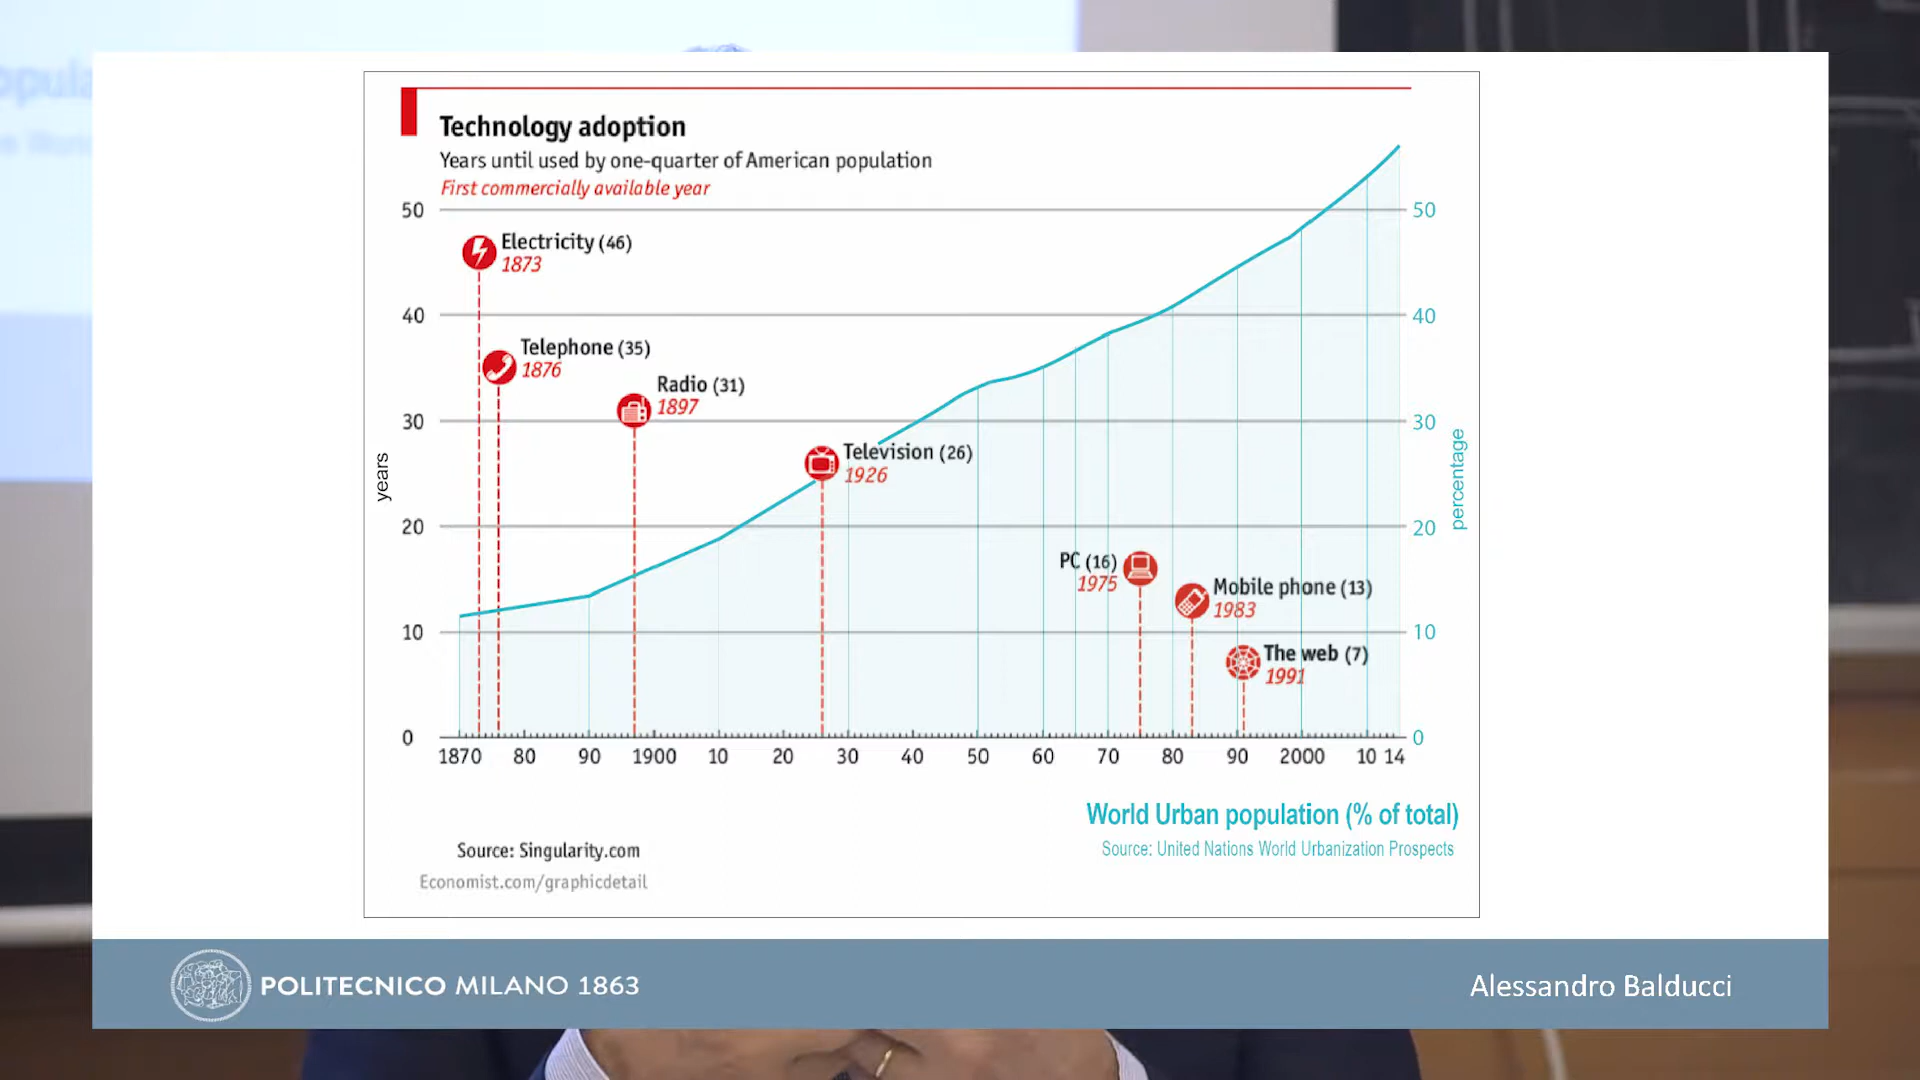 Technology adoption
Years until used by one-quarter of American population
First commercially available year
50
50
Electricity (46)
1873
40
40
Telephone (35)
1876
Radio (31)
1897
30
30
Television (26)
1926
years
percentage
20
20
PC (16)
1975
Mobile phone (13)
1983
10
10
The web (7)
1991
0
0
1870 80 90 1900 10 20 30 40 50 60 70 80 90 2000 10 14
World Urban population (% of total)
Source: United Nations World Urbanization Prospects
Source: Singularity.com
Economist.com/graphicdetail
POLITECNICO MILANO 1863
Alessandro Balducci